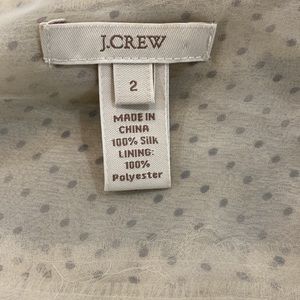 J.CREW
2
MADE IN
CHINA
100% Silk
LINING:
100%
Polyester